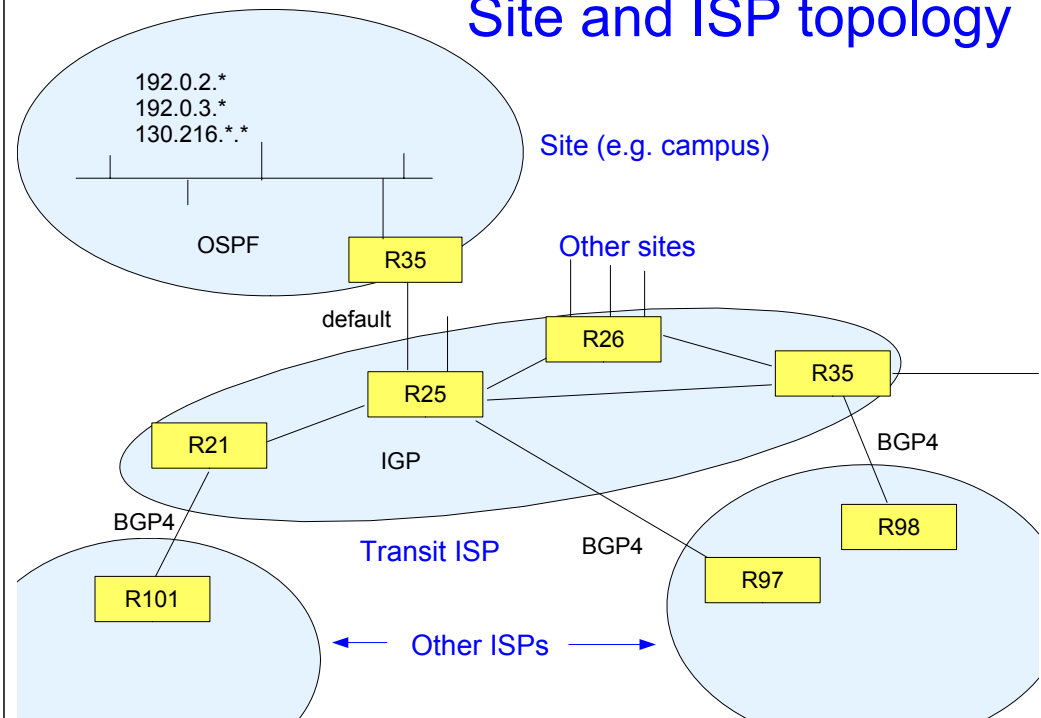 Site and ISP topology
192.0.2.*
192.0.3.*
130.216.*.*
Site (e.g. campus)
OSPF
R35
Other sites
default
R26
R35
R25
R21
IGP
BGP4
BGP4
R98
Transit ISP
BGP4
R97
R101
Other ISPs